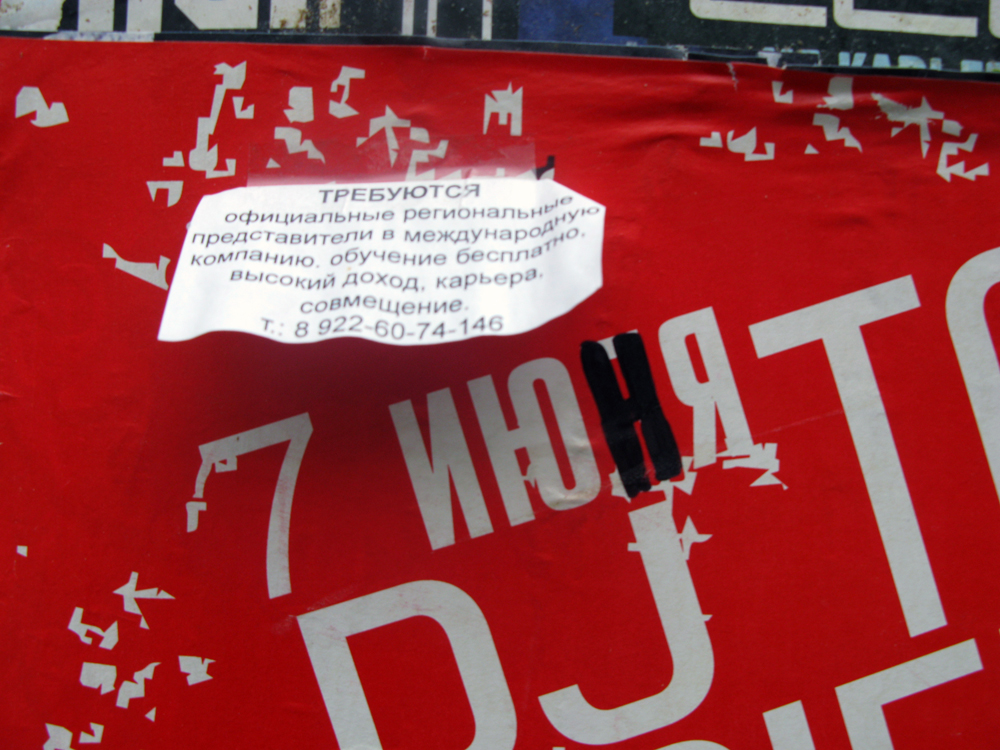 ТРЕБУЮТСЯ
официальные региональные
представители в международную
компанию. обучение бесплатно,
высокий доход, карьера,
совмещение.
т.: 8 922-60-74-146
7 ИЮНЯ
DJ